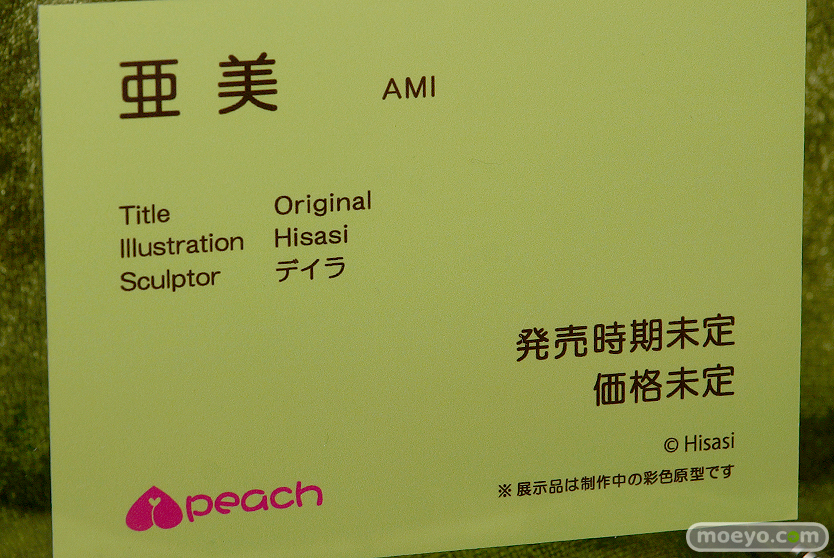 亜美 AMI
Title Original
Illustration Hisasi
Sculptor デイラ
発売時期未定
価格未定
© Hisasi
※展示品は制作中の彩色原型です
peach
moeyo.com